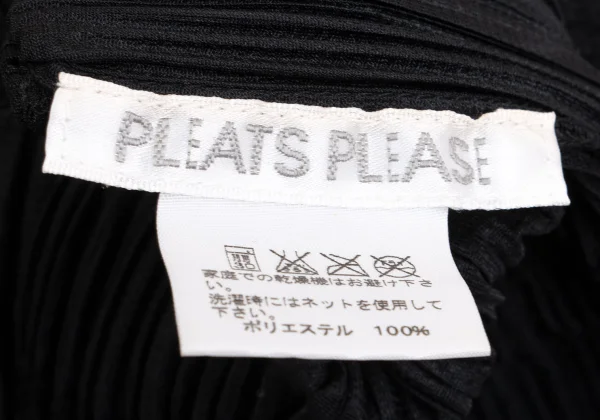 PLEATS PLEASE
家庭での乾燥機はお避け下さ
い。
洗濯時にはネットを使用して
下さい。
ポリエステル 100%